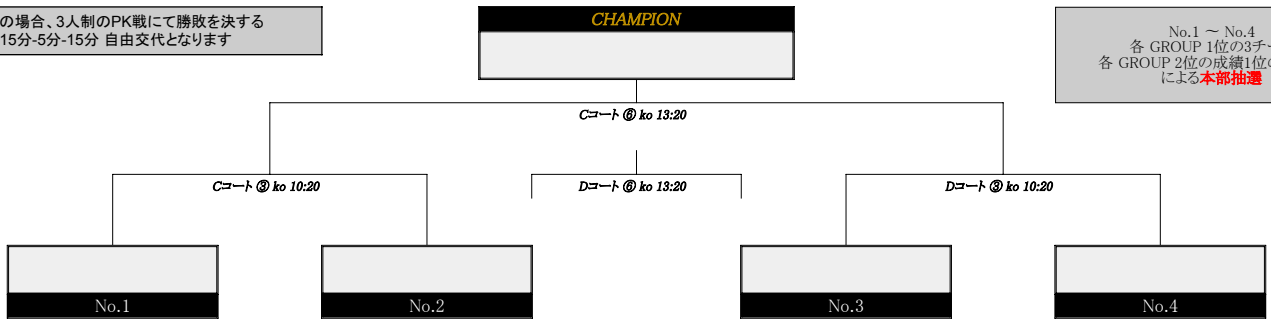 の場合、3人制のPK戦にて勝敗を決する
15分-5分-15分 自由交代となります
CHAMPION
No.1 ～ No.4
各 GROUP 1位の3チー
各 GROUP 2位の成績1位の
による本部抽選
Cコート ⑥ ko 13:20
Cコート ③ ko 10:20
Dコート ⑥ ko 13:20
Dコート ③ ko 10:20
No.1
No.2
No.3
No.4